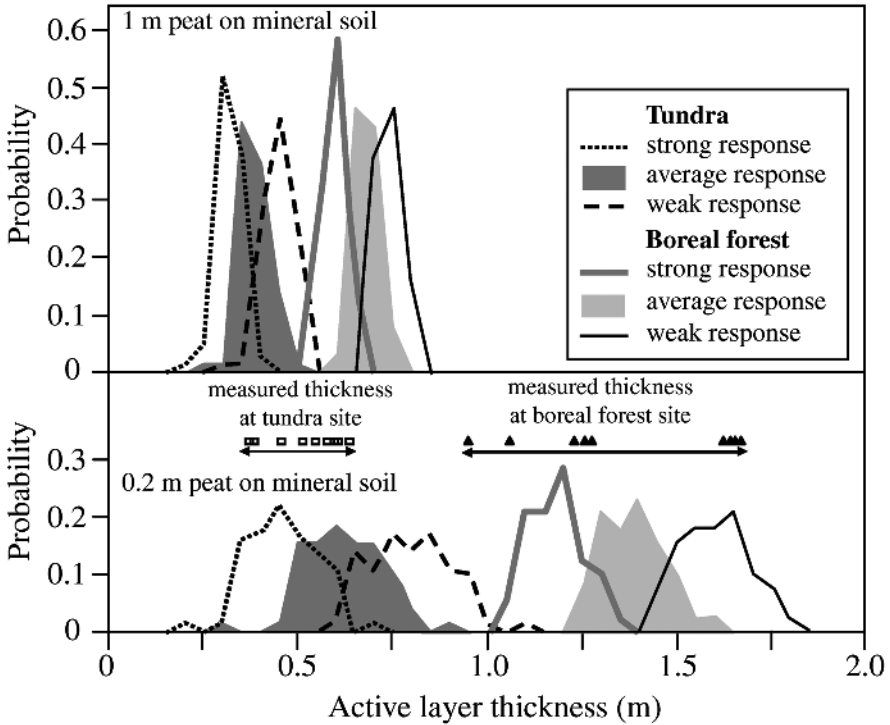 1 m peat on mineral soil
Probability
0.6
0.5
0.4
0.3
0.2
0.1
0
Tundra
strong response
average response
weak response
Boreal forest
strong response
average response
weak response
measured thickness
at tundra site
measured thickness
at boreal forest site
0.2 m peat on mineral soil
Probability
0.3
0.2
0.1
0
0
0.5
1.0
1.5
2.0
Active layer thickness (m)